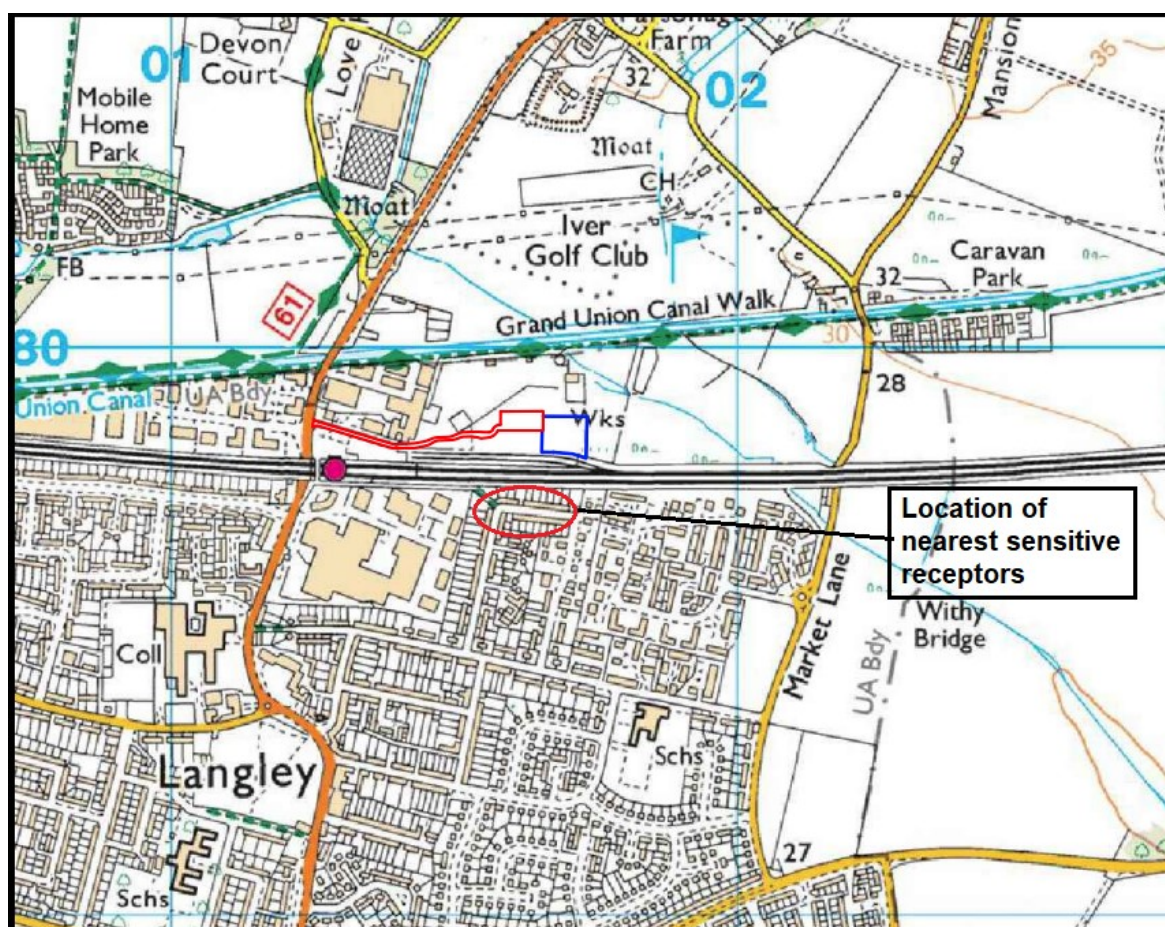 Parsonage
Farm
01
Devon
Court
Love
32
02
Mansion
35
Mobile
Home
Park
Moat
CH
Moat
Iver
Golf Club
FB
61
32
Caravan
Park
Grand Union Canal Walk
30
80
Union Canal
UA Bdy
28
Wks
Location of
nearest sensitive
receptors
Market Lane
UA Bdy
Withy
Bridge
Coll
Langley
Schs
27
Schs